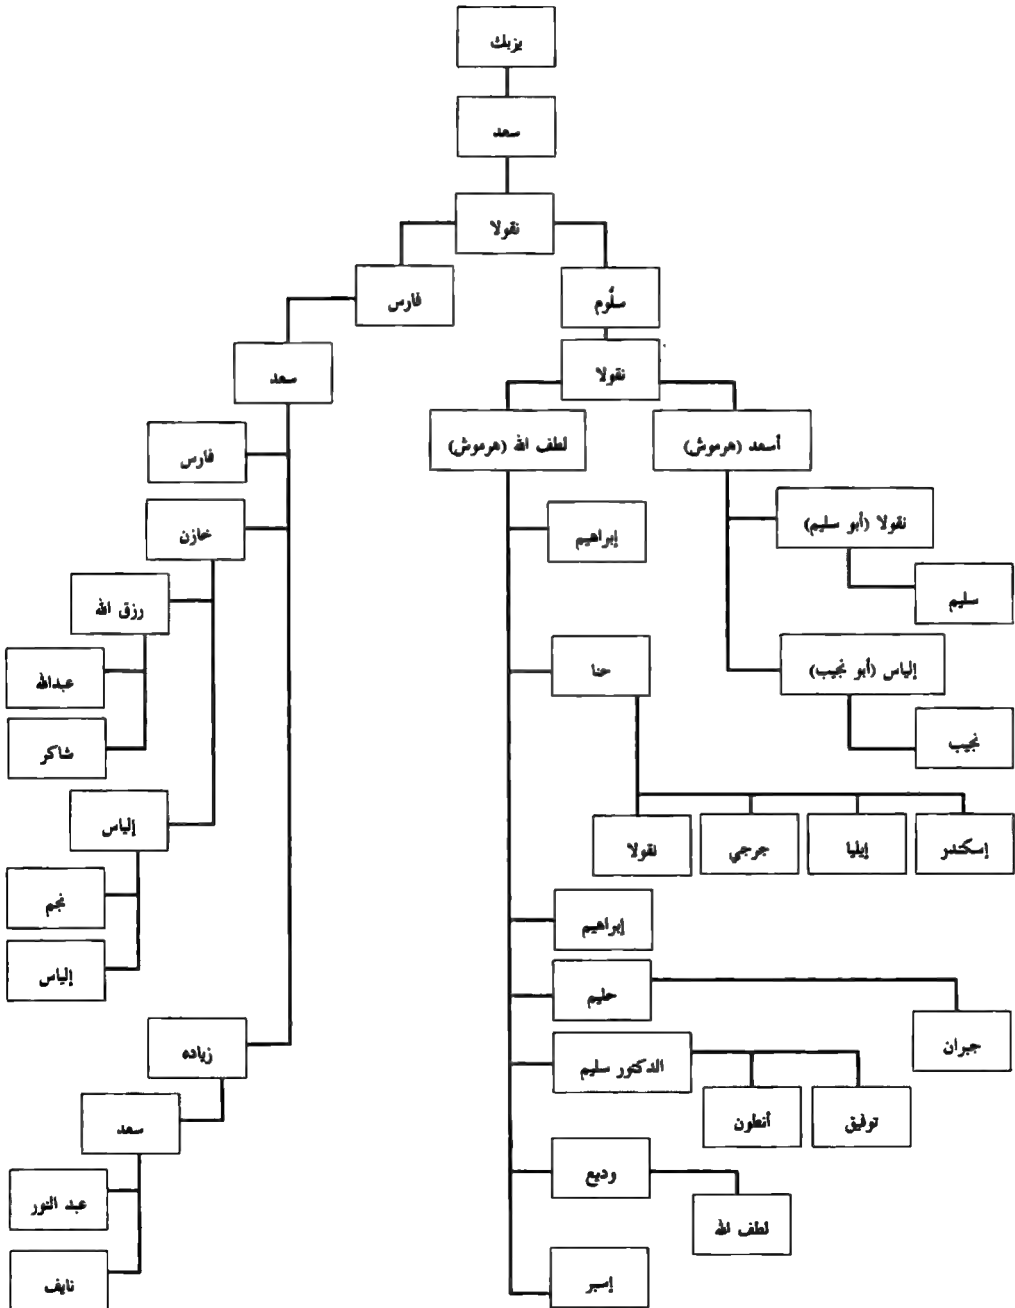 يزبك
سعد
نقولا
سلّوم
فارس
نقولا
سعد
أسعد (هرموش)
لطف الله (هرموش)
فارس
نقولا (أبو سليم)
إبراهيم
خازن
سليم
رزق الله
إلياس (أبو نجيب)
حنا
عبدالله
نجيب
شاكر
إسكندر
إيليا
جرجي
نقولا
إلياس
نجم
إبراهيم
إلياس
حليم
جبران
الدكتور سليم
زياده
توفيق
أنطون
سعد
وديع
عبد النور
لطف الله
إسبر
نايف